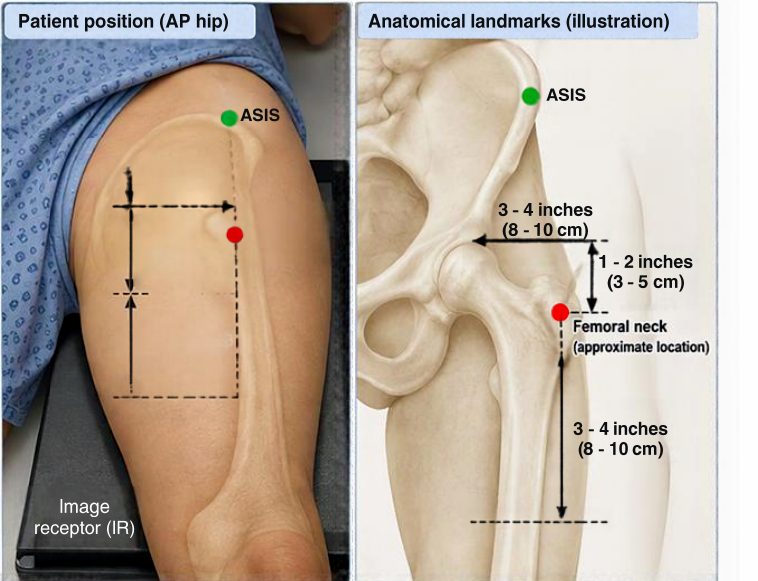 Patient position (AP hip)
ASIS
Image
receptor (IR)
Anatomical landmarks (illustration)
ASIS
3 - 4 inches
(8 - 10 cm)
1 - 2 inches
(3 - 5 cm)
Femoral neck
(approximate location)
3 - 4 inches
(8 - 10 cm)